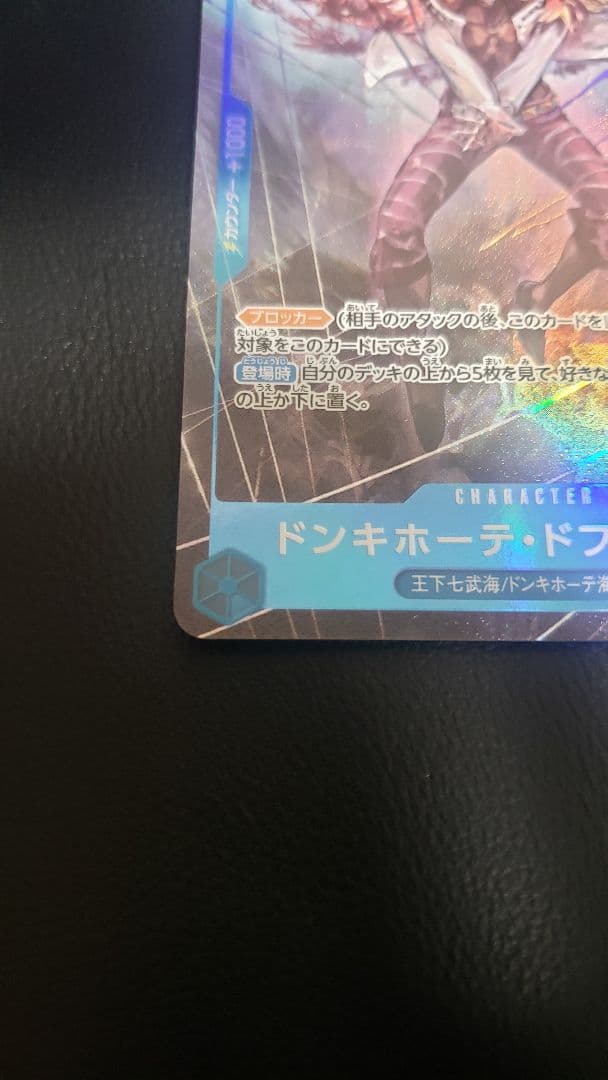 カウンター +1000
ブロッカー (相手のアタックの後、このカードを
対象をこのカードにできる)
登場時 自分のデッキの上から5枚を見て、好きな
の上か下に置く。
CHARACTER
ドンキホーテ・ドフ
王下七武海/ドンキホーテ海